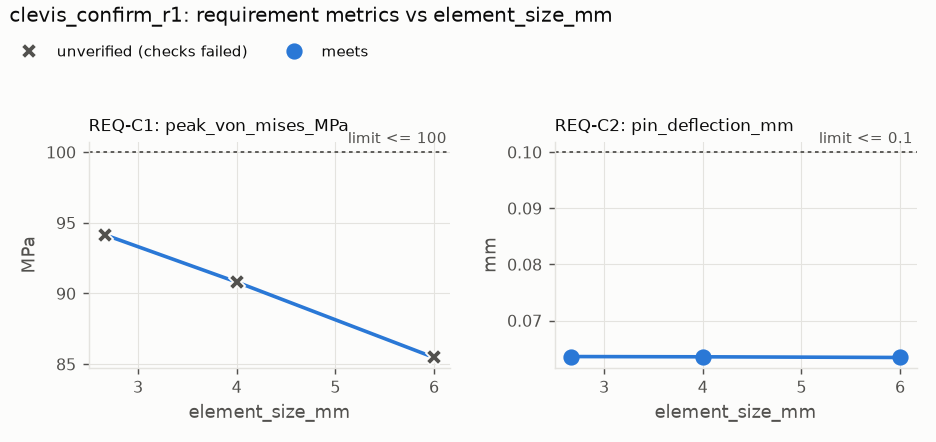 clevis_confirm_r1: requirement metrics vs element_size_mm
unverified (checks failed)
meets
REQ-C1: peak_von_mises_MPa
limit <= 100
100
95
90
85
MPa
3
4
5
6
element_size_mm
REQ-C2: pin_deflection_mm
limit <= 0.1
0.10
0.09
0.08
0.07
mm
3
4
5
6
element_size_mm